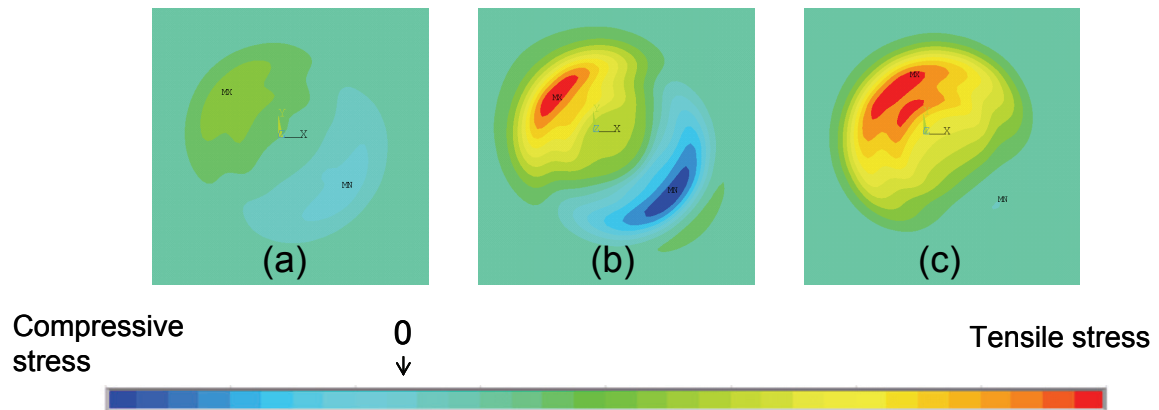 MX
Y
Z X
MN
(a)
MX
Y
Z X
MN
(b)
MX
X
MN
(c)
Compressive
stress
0
Tensile stress